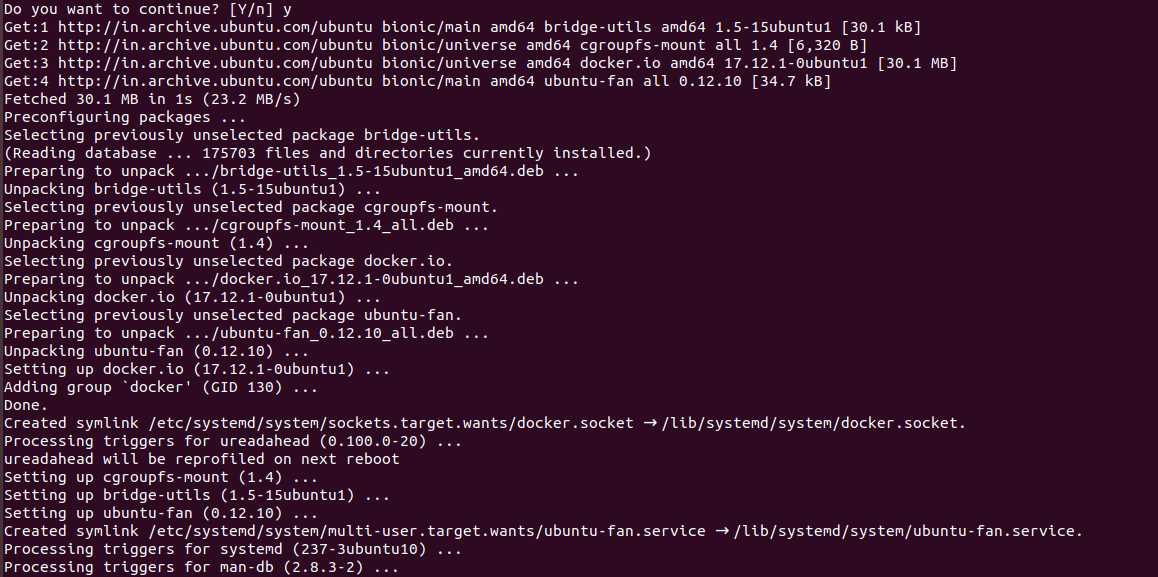 Do you want to continue? [Y/n] y
Get:1 http://in.archive.ubuntu.com/ubuntu bionic/main amd64 bridge-utils amd64 1.5-15ubuntu1 [30.1 kB]
Get:2 http://in.archive.ubuntu.com/ubuntu bionic/universe amd64 cgroupfs-mount all 1.4 [6,320 B]
Get:3 http://in.archive.ubuntu.com/ubuntu bionic/universe amd64 docker.io amd64 17.12.1-0ubuntu1 [30.1 MB]
Get:4 http://in.archive.ubuntu.com/ubuntu bionic/main amd64 ubuntu-fan all 0.12.10 [34.7 kB]
Fetched 30.1 MB in 1s (23.2 MB/s)
Preconfiguring packages ...
Selecting previously unselected package bridge-utils.
(Reading database ... 175703 files and directories currently installed.)
Preparing to unpack .../bridge-utils_1.5-15ubuntu1_amd64.deb ...
Unpacking bridge-utils (1.5-15ubuntu1) ...
Selecting previously unselected package cgroupfs-mount.
Preparing to unpack .../cgroupfs-mount_1.4_all.deb ...
Unpacking cgroupfs-mount (1.4) ...
Selecting previously unselected package docker.io.
Preparing to unpack .../docker.io_17.12.1-0ubuntu1_amd64.deb ...
Unpacking docker.io (17.12.1-0ubuntu1) ...
Selecting previously unselected package ubuntu-fan.
Preparing to unpack .../ubuntu-fan_0.12.10_all.deb ...
Unpacking ubuntu-fan (0.12.10) ...
Setting up docker.io (17.12.1-0ubuntu1) ...
Adding group `docker' (GID 130) ...
Done.
Created symlink /etc/systemd/system/sockets.target.wants/docker.socket → /lib/systemd/system/docker.socket.
Processing triggers for ureadahead (0.100.0-20) ...
ureadahead will be reprofiled on next reboot
Setting up cgroupfs-mount (1.4) ...
Setting up bridge-utils (1.5-15ubuntu1) ...
Setting up ubuntu-fan (0.12.10) ...
Created symlink /etc/systemd/system/multi-user.target.wants/ubuntu-fan.service → /lib/systemd/system/ubuntu-fan.service.
Processing triggers for systemd (237-3ubuntu10) ...
Processing triggers for man-db (2.8.3-2) ...